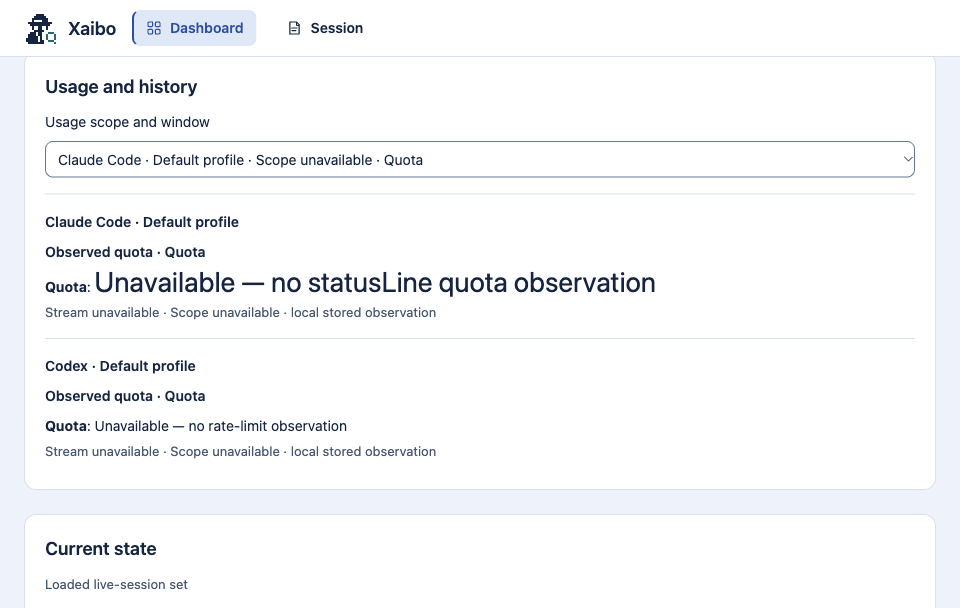 Xaibo
Dashboard
Session
Usage and history
Usage scope and window
Claude Code · Default profile · Scope unavailable · Quota
Claude Code · Default profile
Observed quota · Quota
Quota: Unavailable — no statusLine quota observation
Stream unavailable · Scope unavailable · local stored observation
Codex · Default profile
Observed quota · Quota
Quota: Unavailable — no rate-limit observation
Stream unavailable · Scope unavailable · local stored observation
Current state
Loaded live-session set